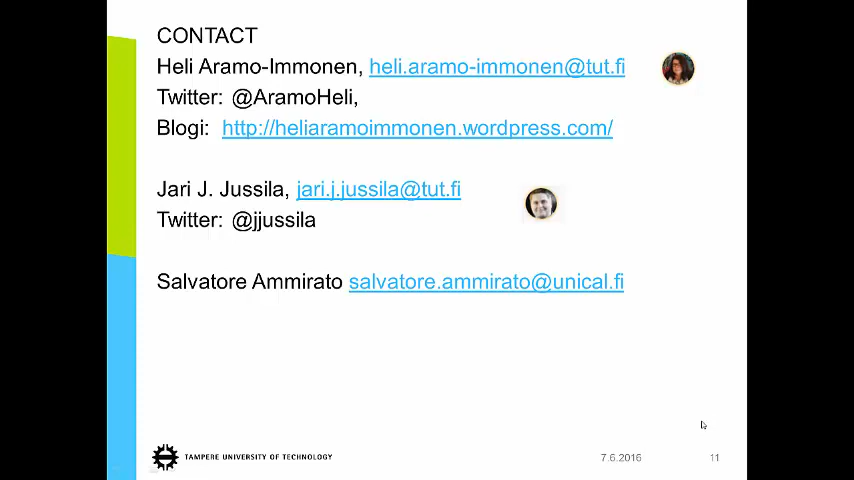 CONTACT
Heli Aramo-Immonen, heli.aramo-immonen@tut.fi
Twitter: @AramoHeli,
Blogi: http://heliaramoimmonen.wordpress.com/
Jari J. Jussila, jari.j.jussila@tut.fi
Twitter: @jjussila
Salvatore Ammirato salvatore.ammirato@unical.fi
TAMPERE UNIVERSITY OF TECHNOLOGY
7.6.2016
11